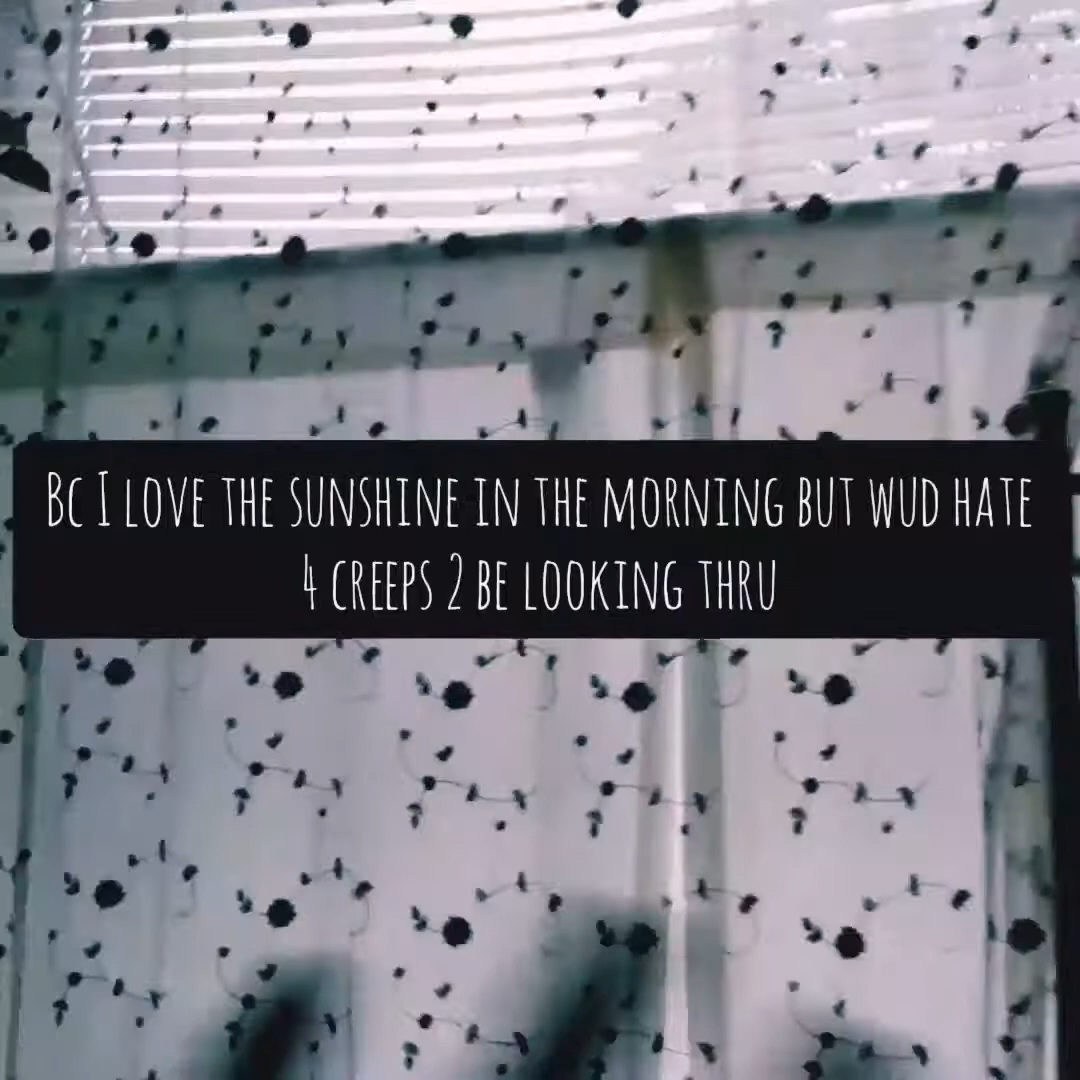 Bc I love the sunshine in the morning but wud hate
4 creeps 2 be looking thru